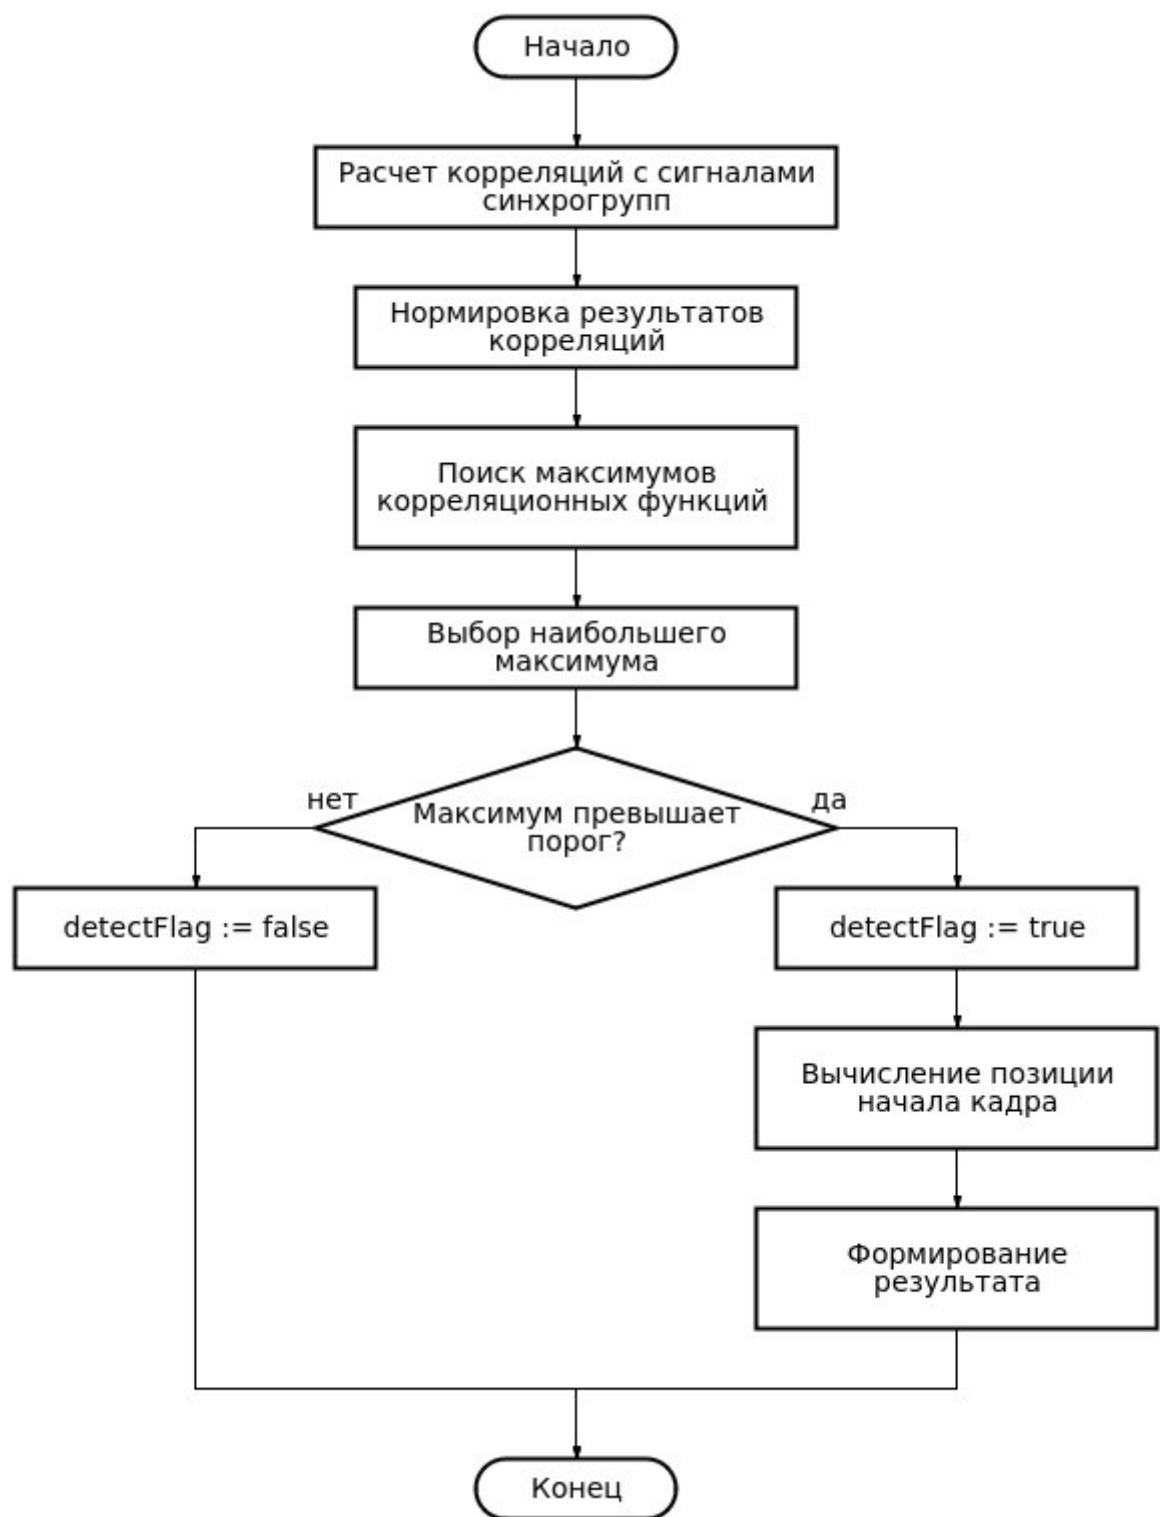 Начало
Расчет корреляций с сигналами
синхрогрупп
Нормировка результатов
корреляций
Поиск максимумов
корреляционных функций
Выбор наибольшего
максимума
нет
Максимум превышает
порог?
да
detectFlag := false
detectFlag := true
Вычисление позиции
начала кадра
Формирование
результата
Конец